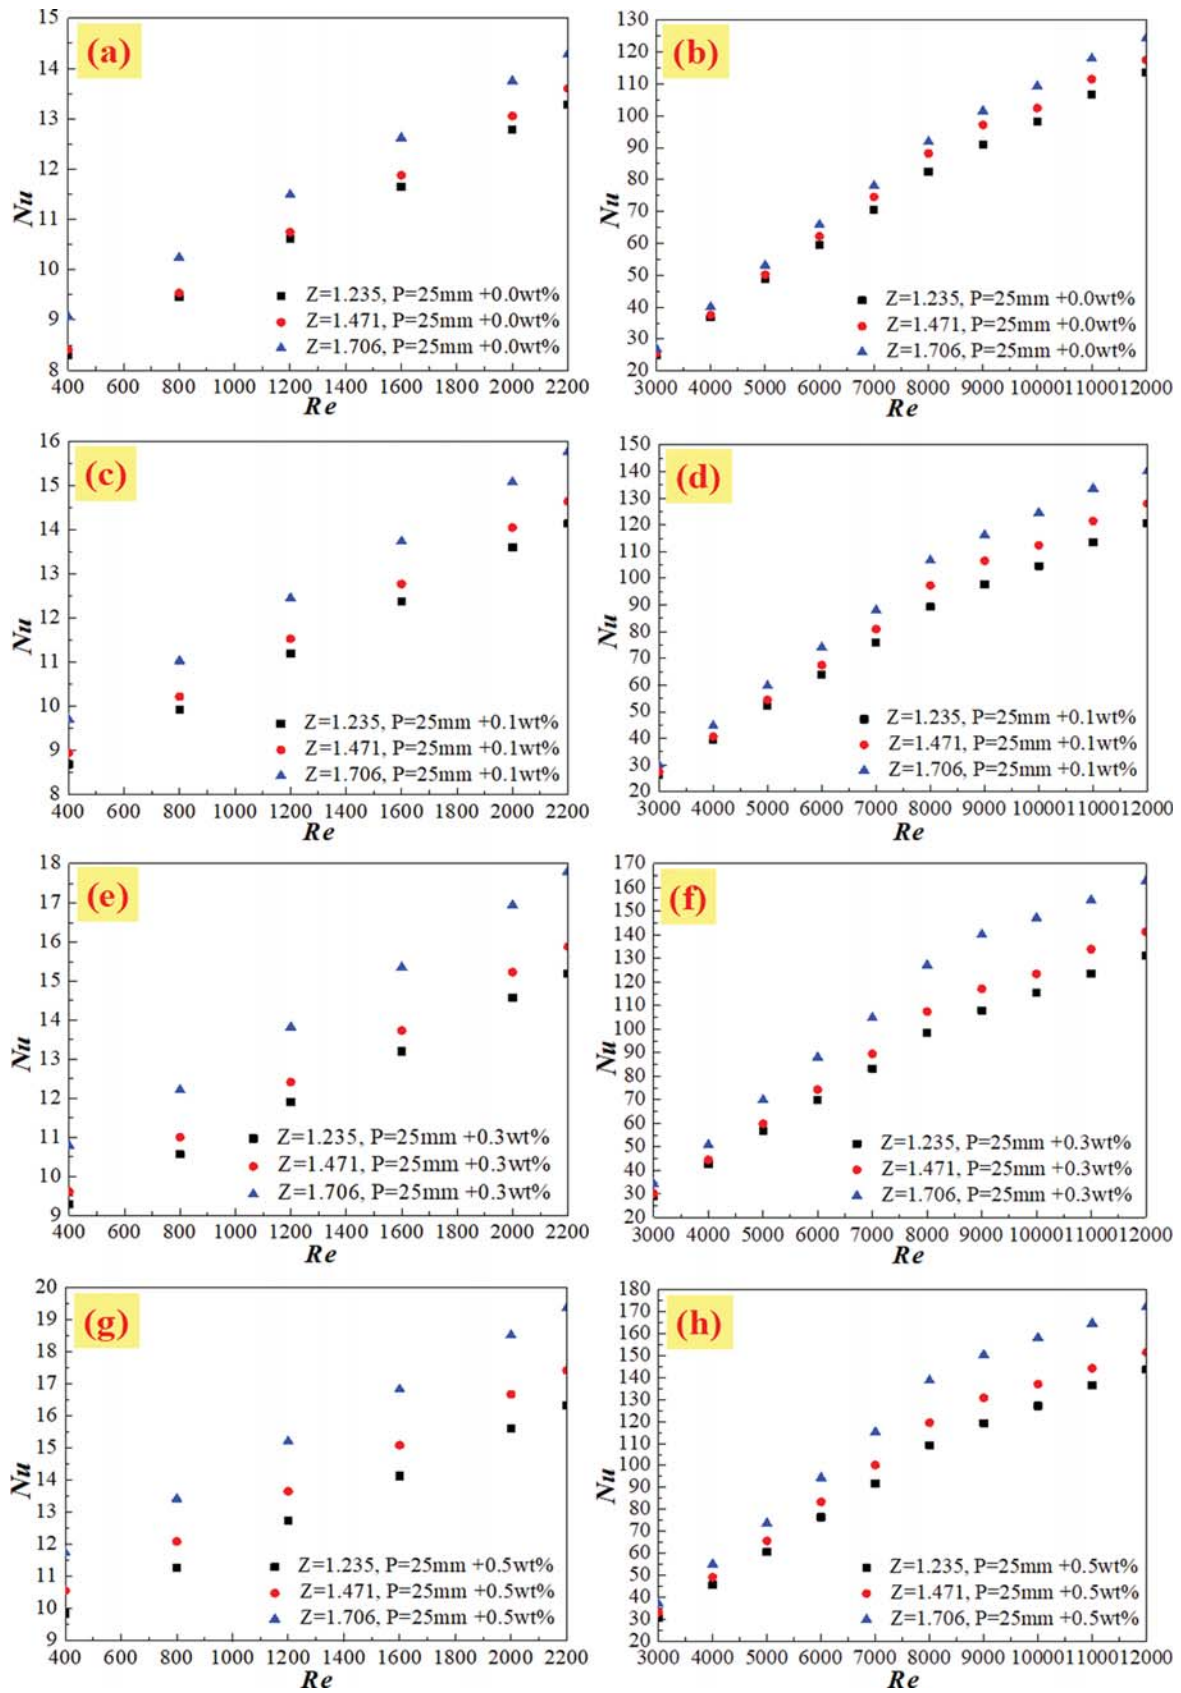 (a)
Nu
15
14
13
12
11
10
9
8
Z=1.235, P=25mm +0.0wt%
Z=1.471, P=25mm +0.0wt%
Z=1.706, P=25mm +0.0wt%
400 600 800 1000 1200 1400 1600 1800 2000 2200
Re
(b)
Nu
130
120
110
100
90
80
70
60
50
40
30
20
Z=1.235, P=25mm +0.0wt%
Z=1.471, P=25mm +0.0wt%
Z=1.706, P=25mm +0.0wt%
3000 4000 5000 6000 7000 8000 9000 10000 11000 12000
Re
(c)
Nu
16
15
14
13
12
11
10
9
8
Z=1.235, P=25mm +0.1wt%
Z=1.471, P=25mm +0.1wt%
Z=1.706, P=25mm +0.1wt%
400 600 800 1000 1200 1400 1600 1800 2000 2200
Re
(d)
Nu
150
140
130
120
110
100
90
80
70
60
50
40
30
20
Z=1.235, P=25mm +0.1wt%
Z=1.471, P=25mm +0.1wt%
Z=1.706, P=25mm +0.1wt%
3000 4000 5000 6000 7000 8000 9000 10000 11000 12000
Re
(e)
Nu
18
17
16
15
14
13
12
11
10
9
Z=1.235, P=25mm +0.3wt%
Z=1.471, P=25mm +0.3wt%
Z=1.706, P=25mm +0.3wt%
400 600 800 1000 1200 1400 1600 1800 2000 2200
Re
(f)
Nu
170
160
150
140
130
120
110
100
90
80
70
60
50
40
30
20
Z=1.235, P=25mm +0.3wt%
Z=1.471, P=25mm +0.3wt%
Z=1.706, P=25mm +0.3wt%
3000 4000 5000 6000 7000 8000 9000 10000 11000 12000
Re
(g)
Nu
20
19
18
17
16
15
14
13
12
11
10
9
Z=1.235, P=25mm +0.5wt%
Z=1.471, P=25mm +0.5wt%
Z=1.706, P=25mm +0.5wt%
400 600 800 1000 1200 1400 1600 1800 2000 2200
Re
(h)
Nu
180
170
160
150
140
130
120
110
100
90
80
70
60
50
40
30
20
Z=1.235, P=25mm +0.5wt%
Z=1.471, P=25mm +0.5wt%
Z=1.706, P=25mm +0.5wt%
3000 4000 5000 6000 7000 8000 9000 10000 11000 12000
Re